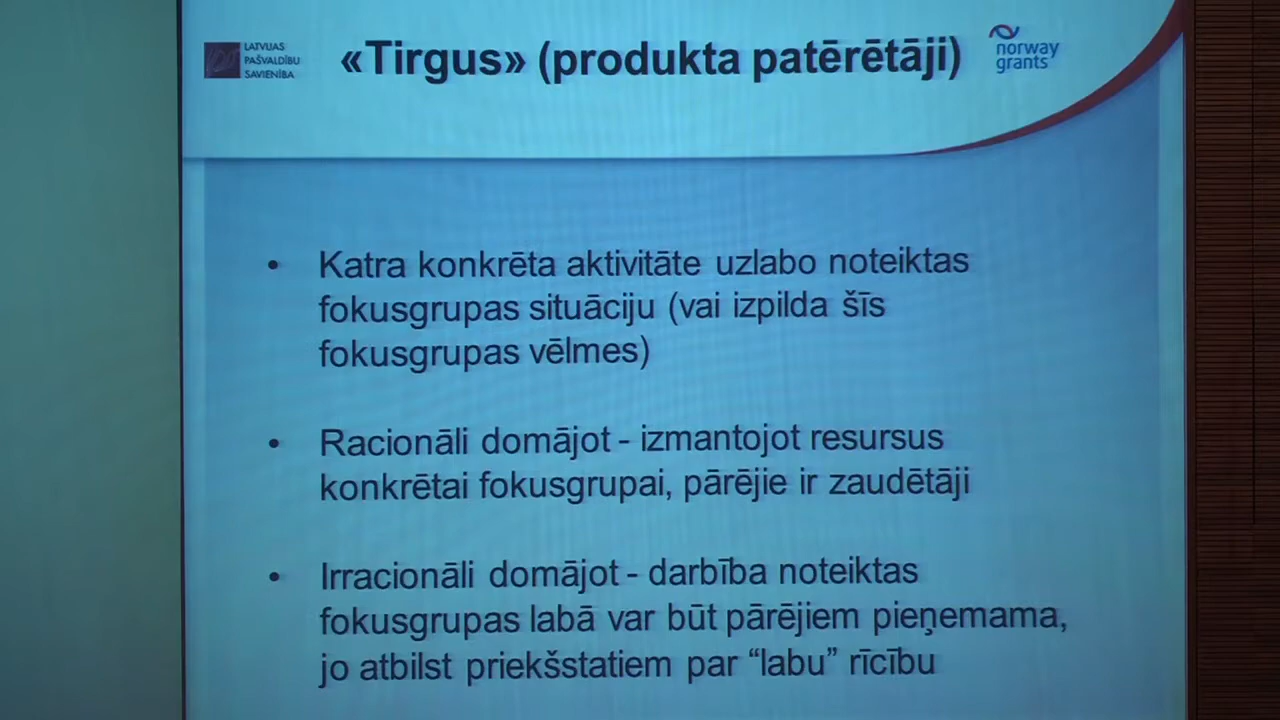 LATVIJAS
PAŠVALDĪBU
SAVIENĪBA
«Tirgus» (produkta patērētāji)
norway
grants
• Katra konkrēta aktivitāte uzlabo noteiktas
fokusgrupas situāciju (vai izpilda šīs
fokusgrupas vēlmes)
• Racionāli domājot - izmantojot resursus
konkrētai fokusgrupai, pārējie ir zaudētāji
• Irracionāli domājot - darbība noteiktas
fokusgrupas labā var būt pārējiem pieņemama,
jo atbilst priekšstatiem par “labu” rīcību